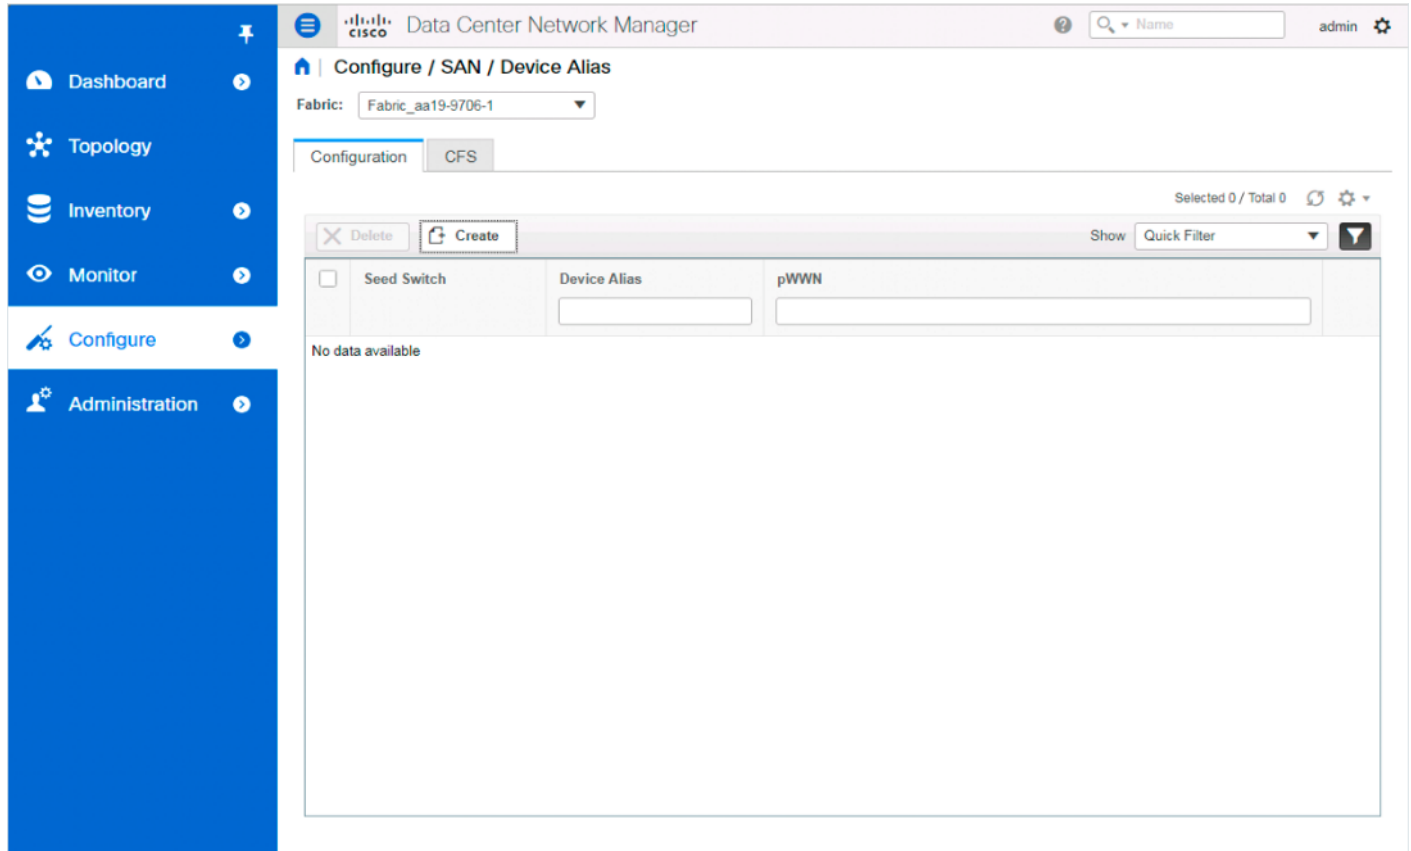 cisco Data Center Network Manager
Name
admin
Dashboard
Topology
Inventory
Monitor
Configure
Administration
Configure / SAN / Device Alias
Fabric: Fabric_aa19-9706-1
Configuration CFS
Selected 0 / Total 0
Delete Create Show Quick Filter
Seed Switch Device Alias pWWN
No data available